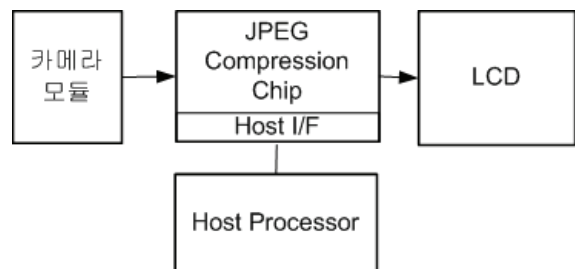 카메라
모듈
JPEG
Compression
Chip
Host I/F
LCD
Host Processor